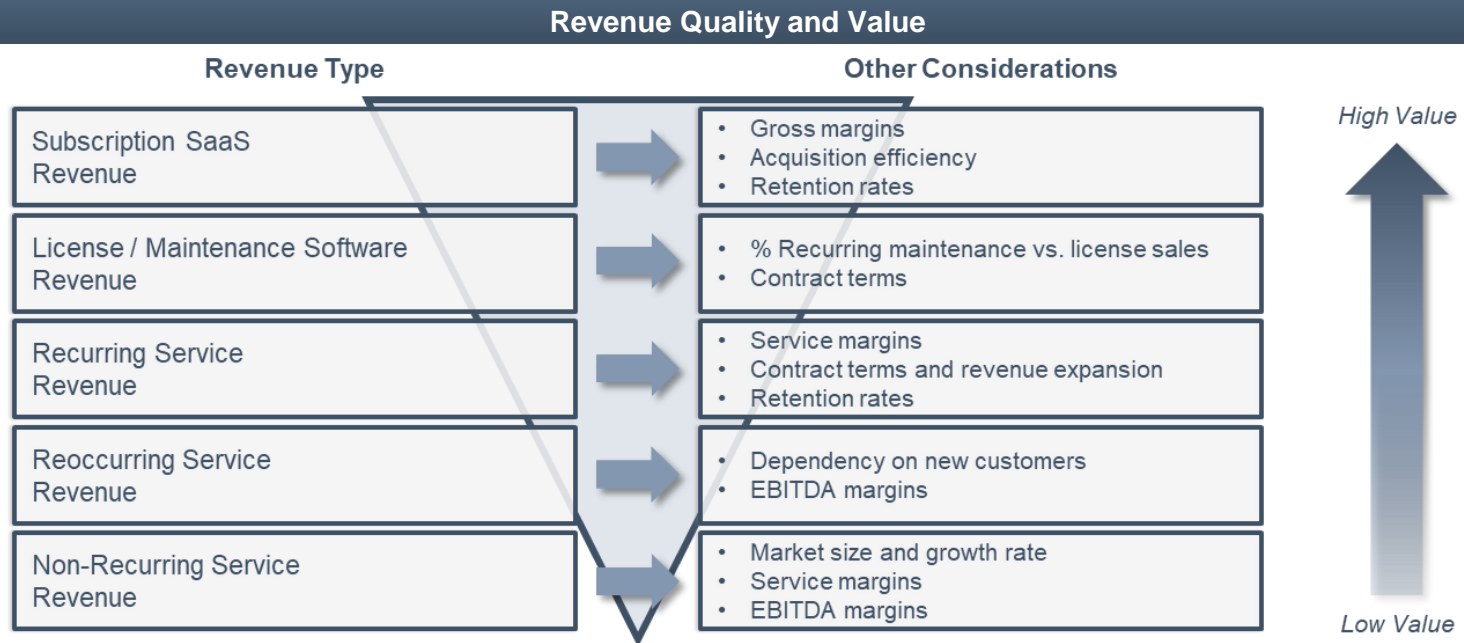 Revenue Quality and Value
Revenue Type
Other Considerations
High Value
Subscription SaaS
Revenue
• Gross margins
• Acquisition efficiency
• Retention rates
License / Maintenance Software
Revenue
• % Recurring maintenance vs. license sales
• Contract terms
Recurring Service
Revenue
• Service margins
• Contract terms and revenue expansion
• Retention rates
Reoccurring Service
Revenue
• Dependency on new customers
• EBITDA margins
Non-Recurring Service
Revenue
• Market size and growth rate
• Service margins
• EBITDA margins
Low Value